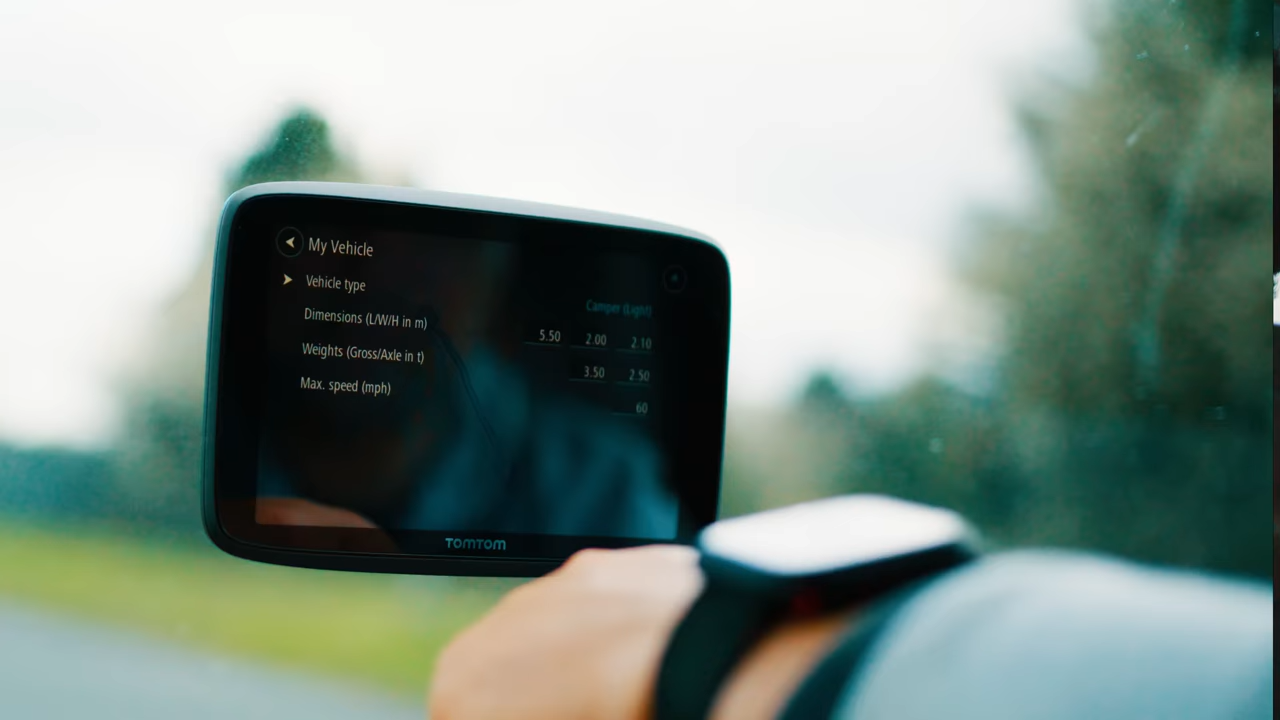 My Vehicle
Vehicle type
Camper (Light)
Dimensions (L/W/H in m)
5.50 2.00 2.10
Weights (Gross/Axle in t)
3.50 2.50
Max. speed (mph)
60
TOMTOM